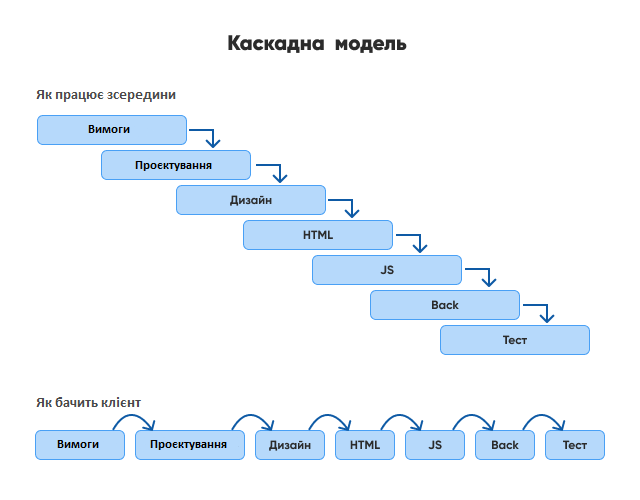 Каскадна модель
Як працює зсередини
Вимоги
Проєктування
Дизайн
HTML
JS
Back
Тест
Як бачить клієнт
Вимоги Проєктування Дизайн HTML JS Back Тест